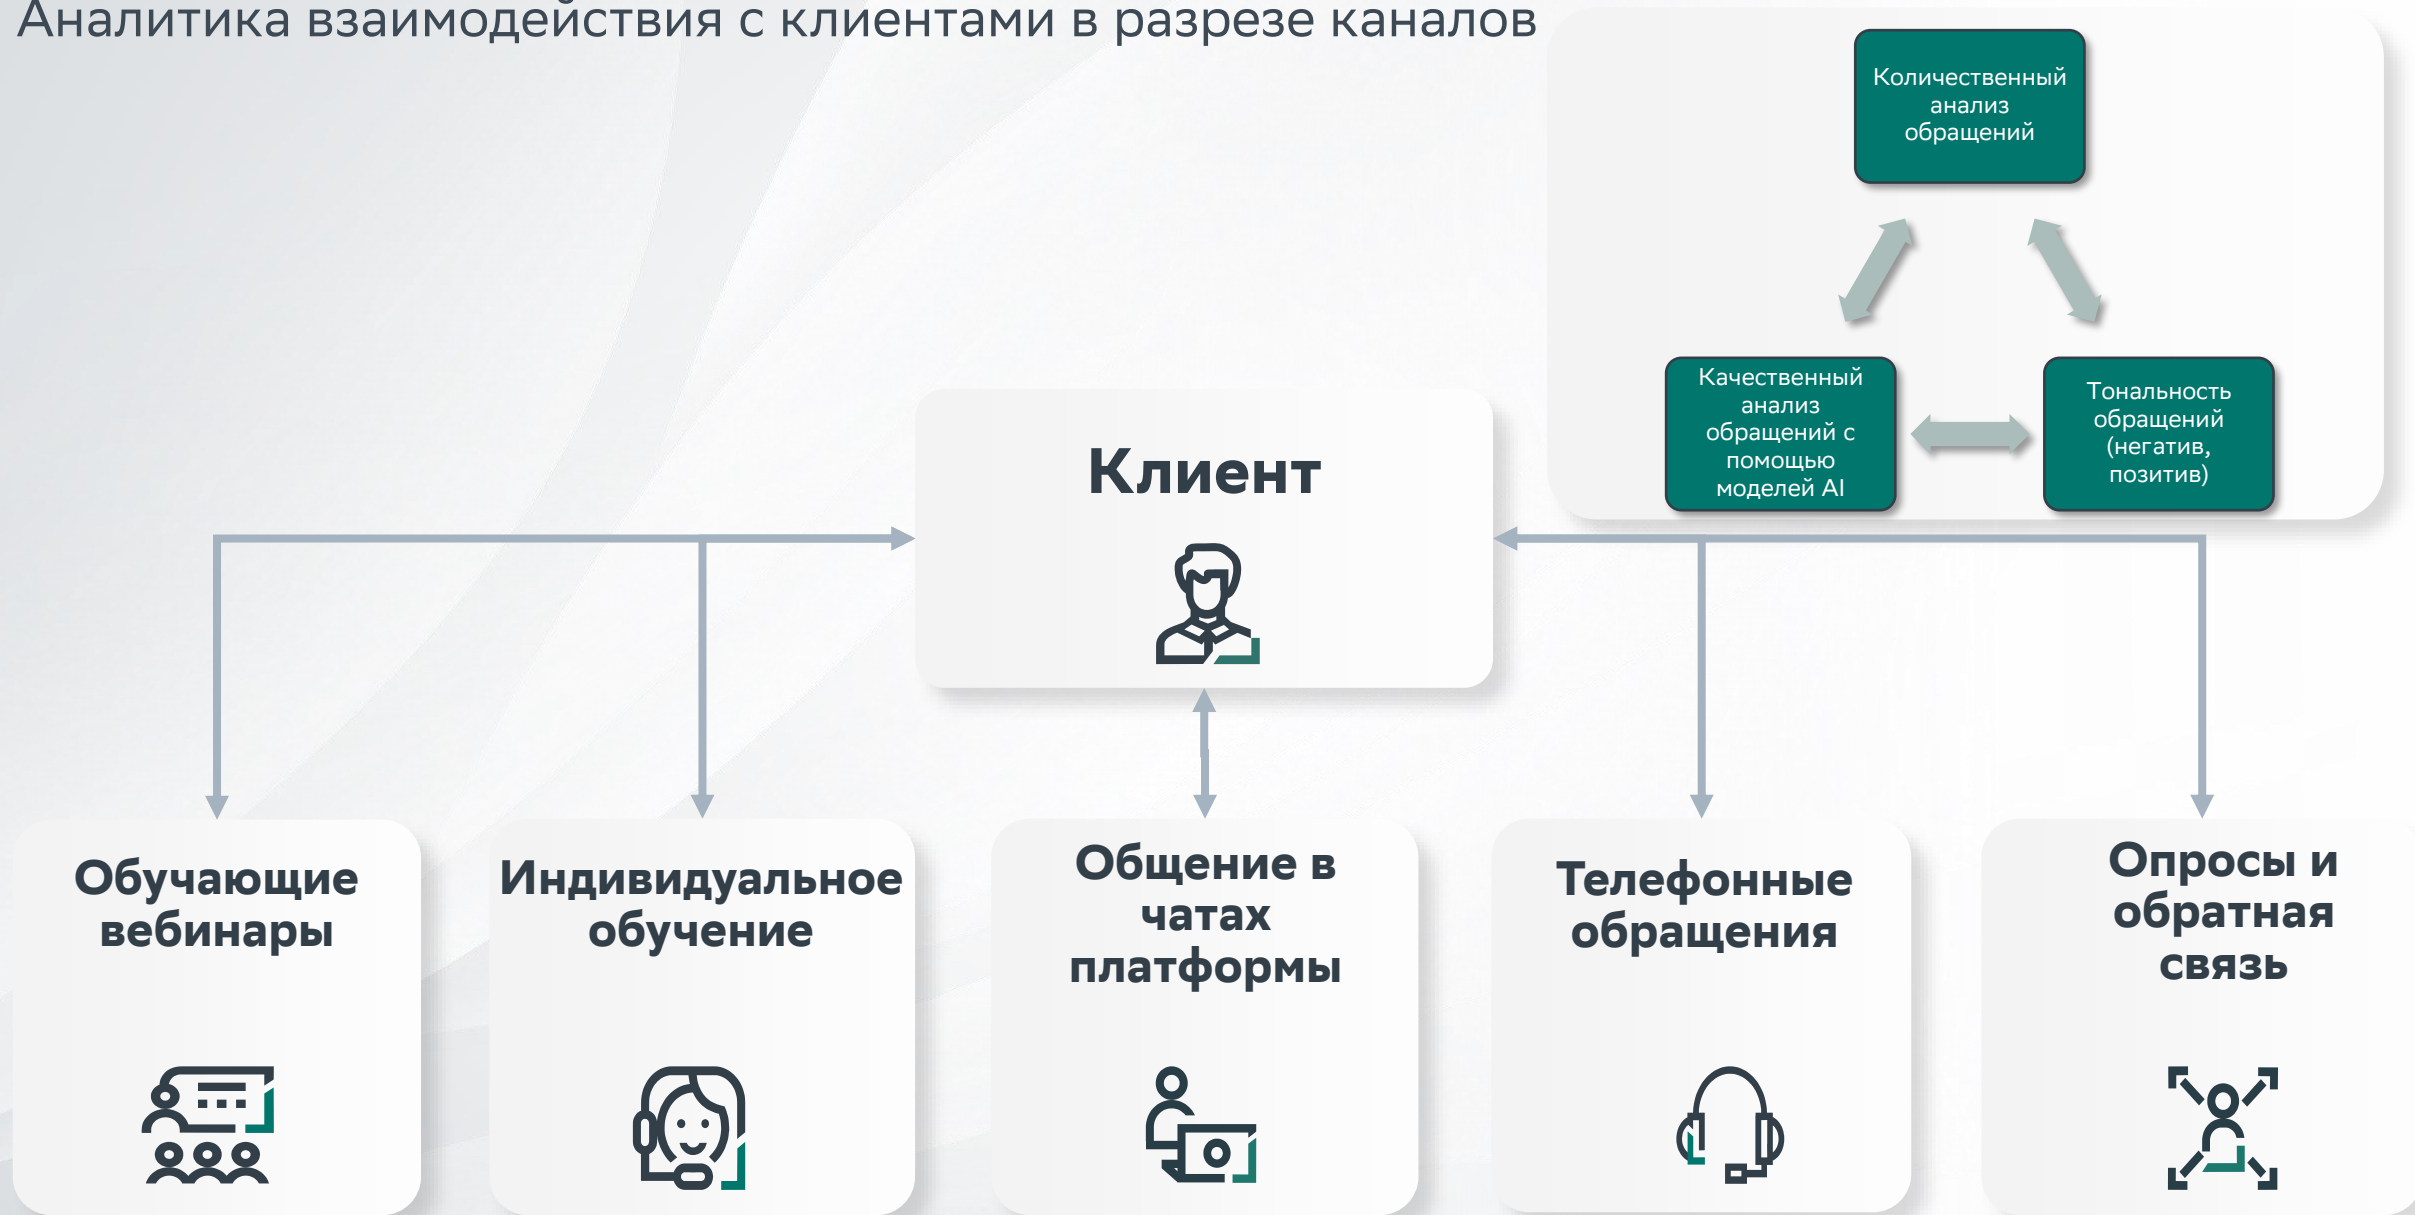 Аналитика взаимодействия с клиентами в разрезе каналов
Количественный
анализ
обращений
Качественный
анализ
обращений с
помощью
моделей AI
Тональность
обращений
(негатив,
позитив)
Клиент
Обучающие
вебинары
Индивидуальное
обучение
Общение в
чатах
платформы
Телефонные
обращения
Опросы и
обратная
связь